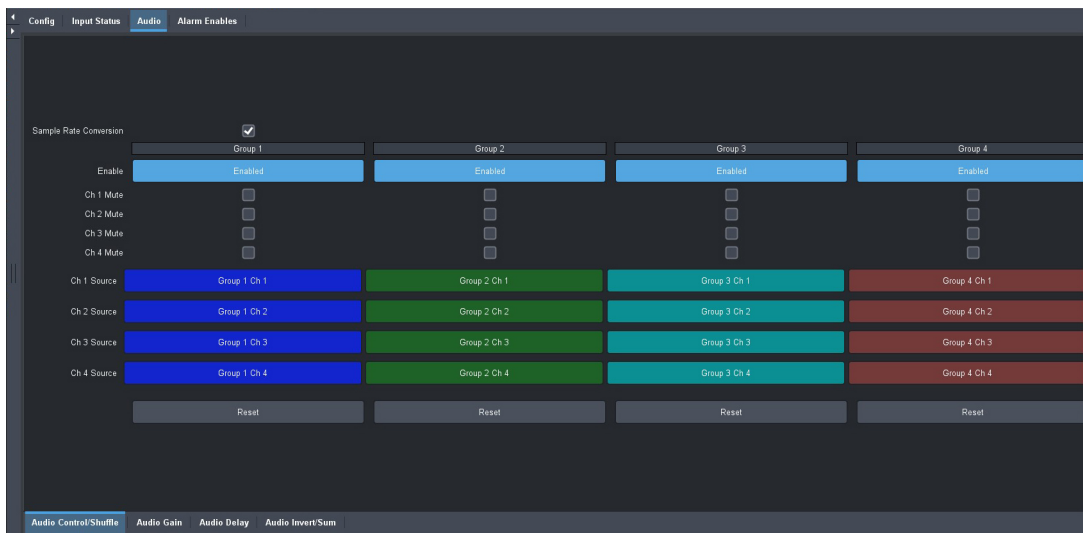 Config Input Status Audio Alarm Enables
Sample Rate Conversion
Group 1 Group 2 Group 3 Group 4
Enable Enabled Enabled Enabled Enabled
Ch 1 Mute
Ch 2 Mute
Ch 3 Mute
Ch 4 Mute
Ch 1 Source Group 1 Ch 1 Group 2 Ch 1 Group 3 Ch 1 Group 4 Ch 1
Ch 2 Source Group 1 Ch 2 Group 2 Ch 2 Group 3 Ch 2 Group 4 Ch 2
Ch 3 Source Group 1 Ch 3 Group 2 Ch 3 Group 3 Ch 3 Group 4 Ch 3
Ch 4 Source Group 1 Ch 4 Group 2 Ch 4 Group 3 Ch 4 Group 4 Ch 4
Reset Reset Reset Reset
Audio Control/Shuffle Audio Gain Audio Delay Audio Invert/Sum